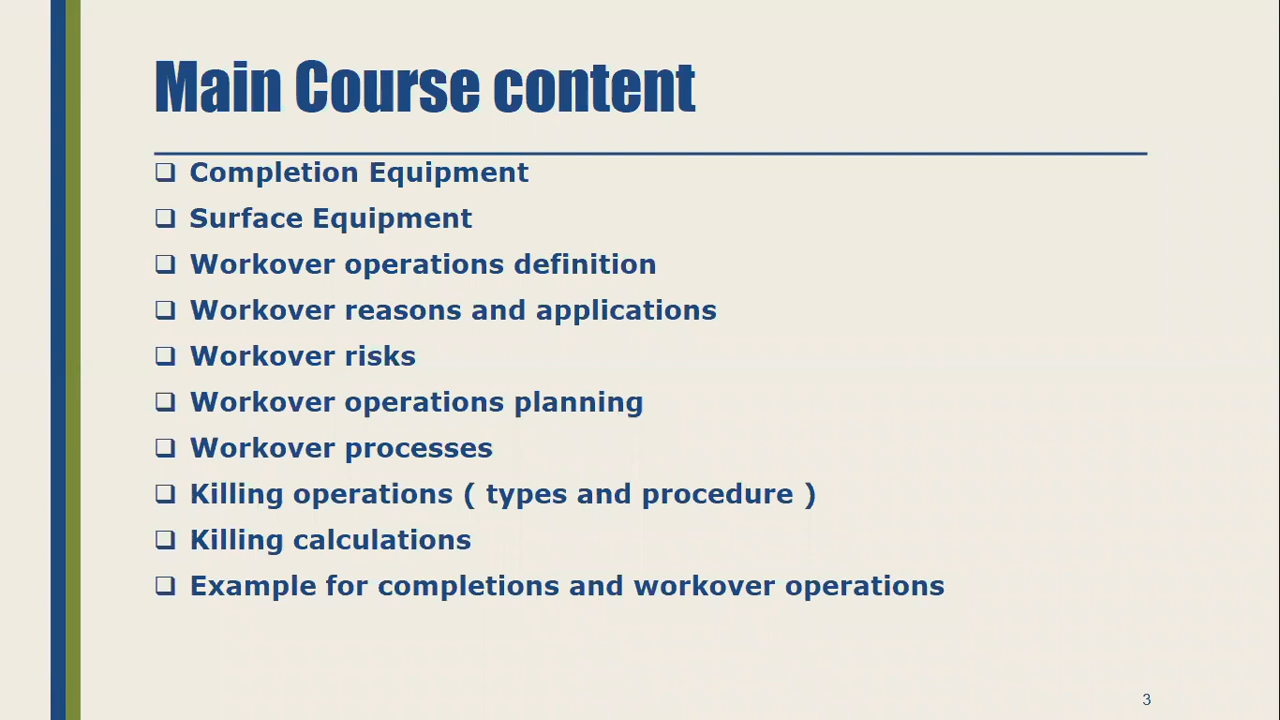 Main Course content
❑ Completion Equipment
❑ Surface Equipment
❑ Workover operations definition
❑ Workover reasons and applications
❑ Workover risks
❑ Workover operations planning
❑ Workover processes
❑ Killing operations ( types and procedure )
❑ Killing calculations
❑ Example for completions and workover operations
3